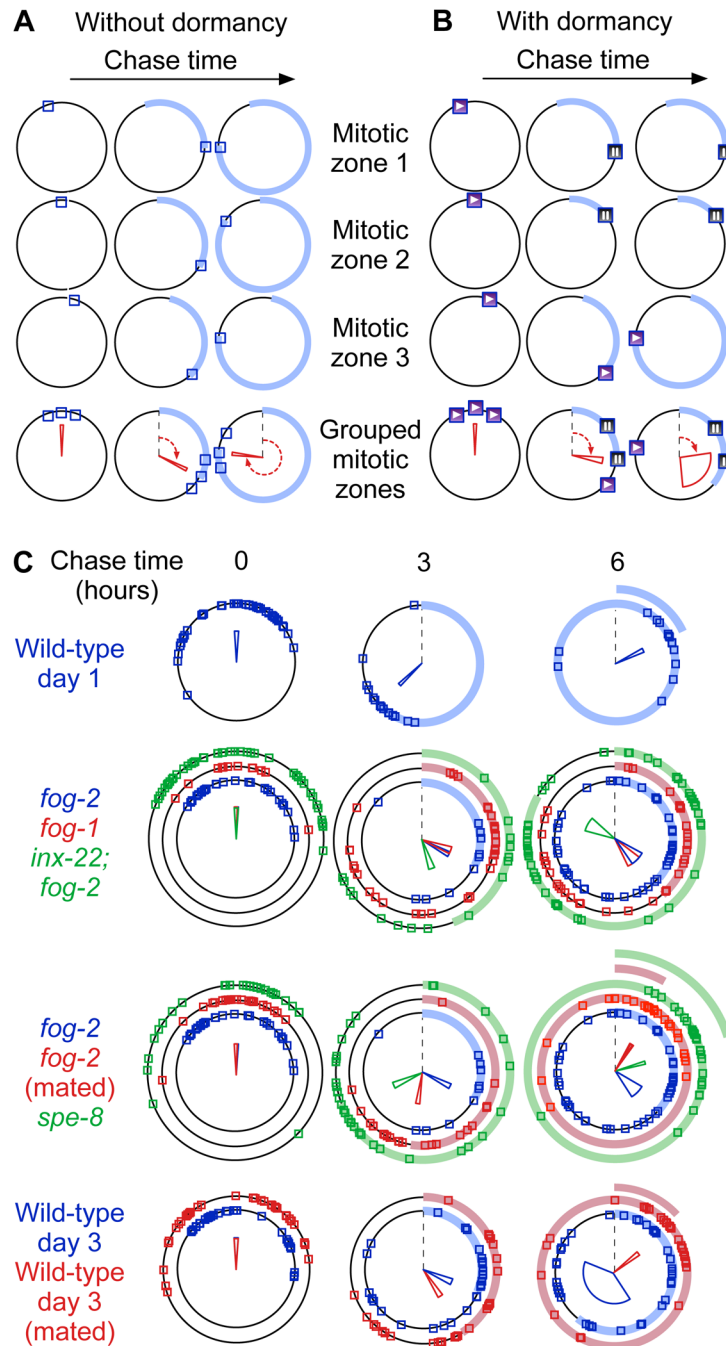 A
Without dormancy
Chase time
B
With dormancy
Chase time
Mitotic
zone 1
Mitotic
zone 2
Mitotic
zone 3
Grouped
mitotic
zones
C
Chase time
(hours)
0
3
6
Wild-type
day 1
fog-2
fog-1
inx-22;
fog-2
fog-2
fog-2
(mated)
spe-8
Wild-type
day 3
Wild-type
day 3
(mated)